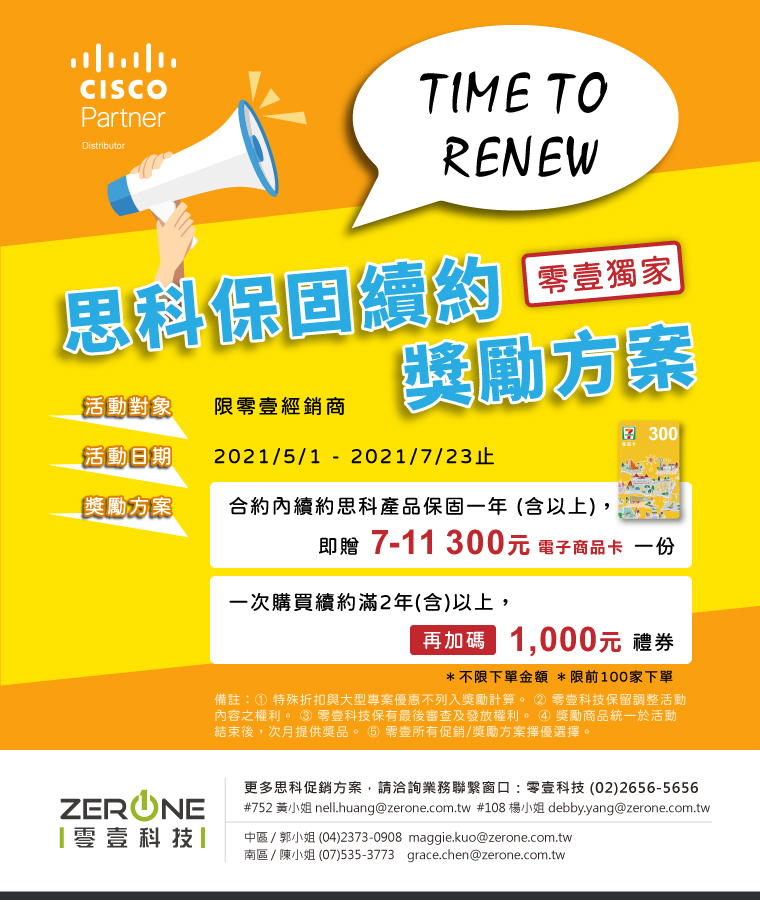 CISCO
Partner
Distributor
TIME TO
RENEW
思科保固續約
零壹獨家
獎勵方案
活動對象
限零壹經銷商
活動日期
2021/5/1 - 2021/7/23止
300
獎勵方案
合約內續約思科產品保固一年 (含以上)，
即贈 7-11 300元 電子商品卡 一份
一次購買續約滿2年(含)以上，
再加碼 1,000元 禮券
＊不限下單金額 ＊限前100家下單
備註：① 特殊折扣與大型專案優惠不列入獎勵計算。 ② 零壹科技保留調整活動
內容之權利。 ③ 零壹科技保有最後審查及發放權利。 ④ 獎勵商品統一於活動
結束後，次月提供獎品。 ⑤ 零壹所有促銷/獎勵方案擇優選擇。
ZERONE
零壹科技
更多思科促銷方案，請洽詢業務聯繫窗口：零壹科技 (02)2656-5656
#752 黃小姐 nell.huang@zerone.com.tw #108 楊小姐 debby.yang@zerone.com.tw
中區 / 郭小姐 (04)2373-0908 maggie.kuo@zerone.com.tw
南區 / 陳小姐 (07)535-3773 grace.chen@zerone.com.tw